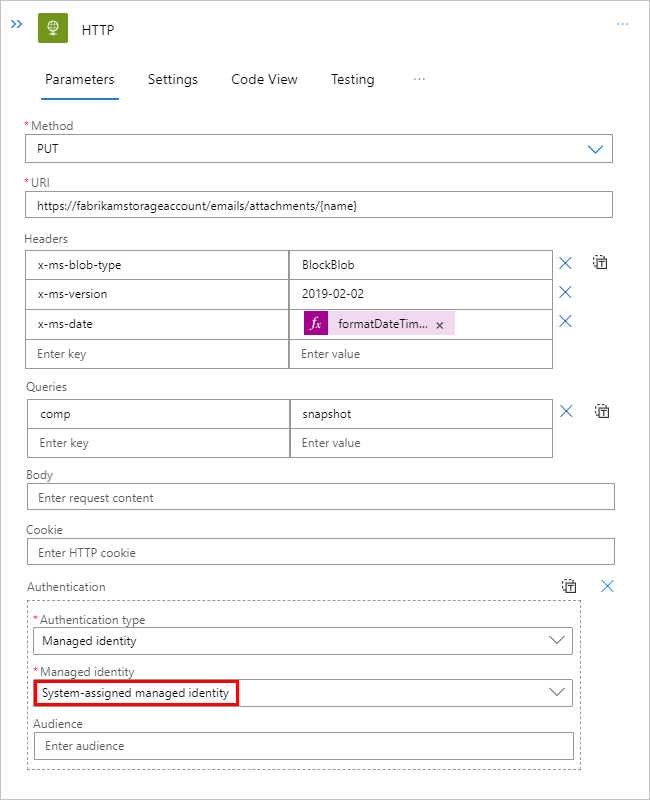 HTTP
Parameters Settings Code View Testing
* Method
PUT
* URI
https://fabrikamstorageaccount/emails/attachments/{name}
Headers
x-ms-blob-type BlockBlob
x-ms-version 2019-02-02
x-ms-date fx formatDateTim... ×
Enter key Enter value
Queries
comp snapshot
Enter key Enter value
Body
Enter request content
Cookie
Enter HTTP cookie
Authentication
* Authentication type
Managed identity
* Managed identity
System-assigned managed identity
Audience
Enter audience